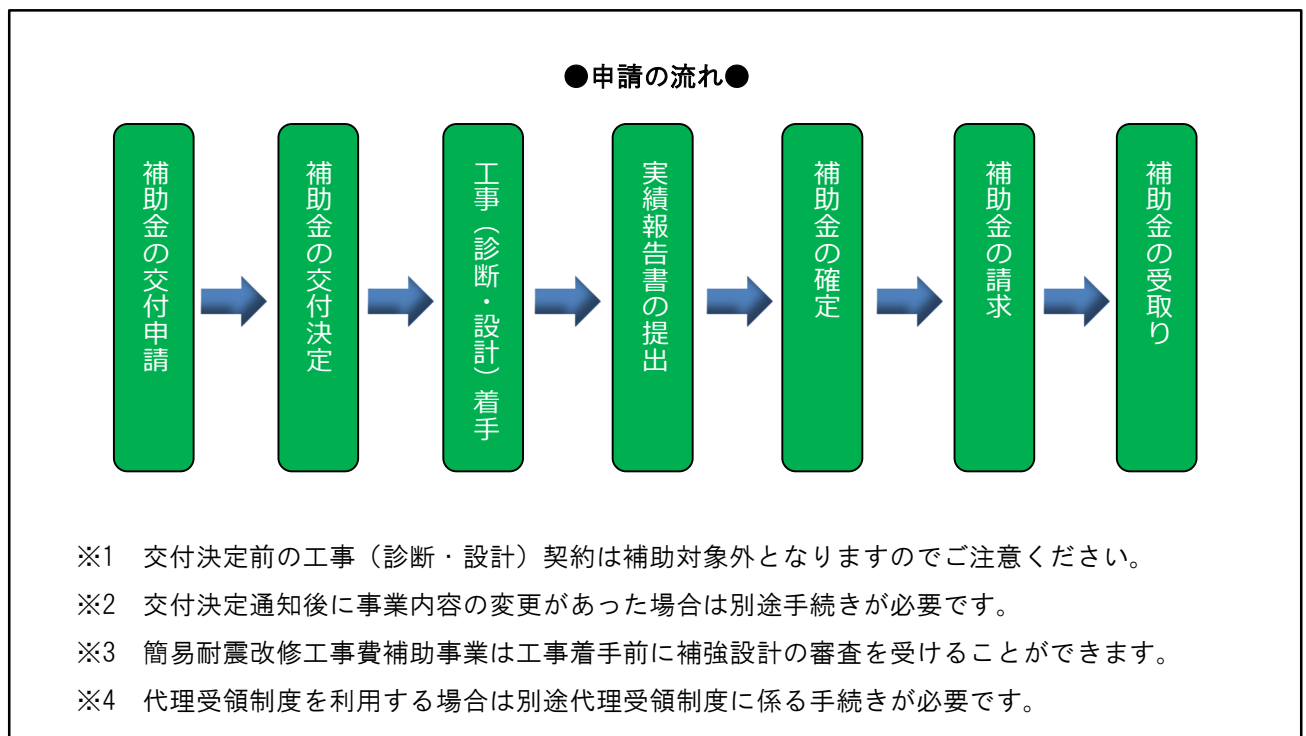 ●申請の流れ●
補助金の交付申請
補助金の交付決定
工事（診断・設計）着手
実績報告書の提出
補助金の確定
補助金の請求
補助金の受取り
※1　交付決定前の工事（診断・設計）契約は補助対象外となりますのでご注意ください。
※2　交付決定通知後に事業内容の変更があった場合は別途手続きが必要です。
※3　簡易耐震改修工事費補助事業は工事着手前に補強設計の審査を受けることができます。
※4　代理受領制度を利用する場合は別途代理受領制度に係る手続きが必要です。